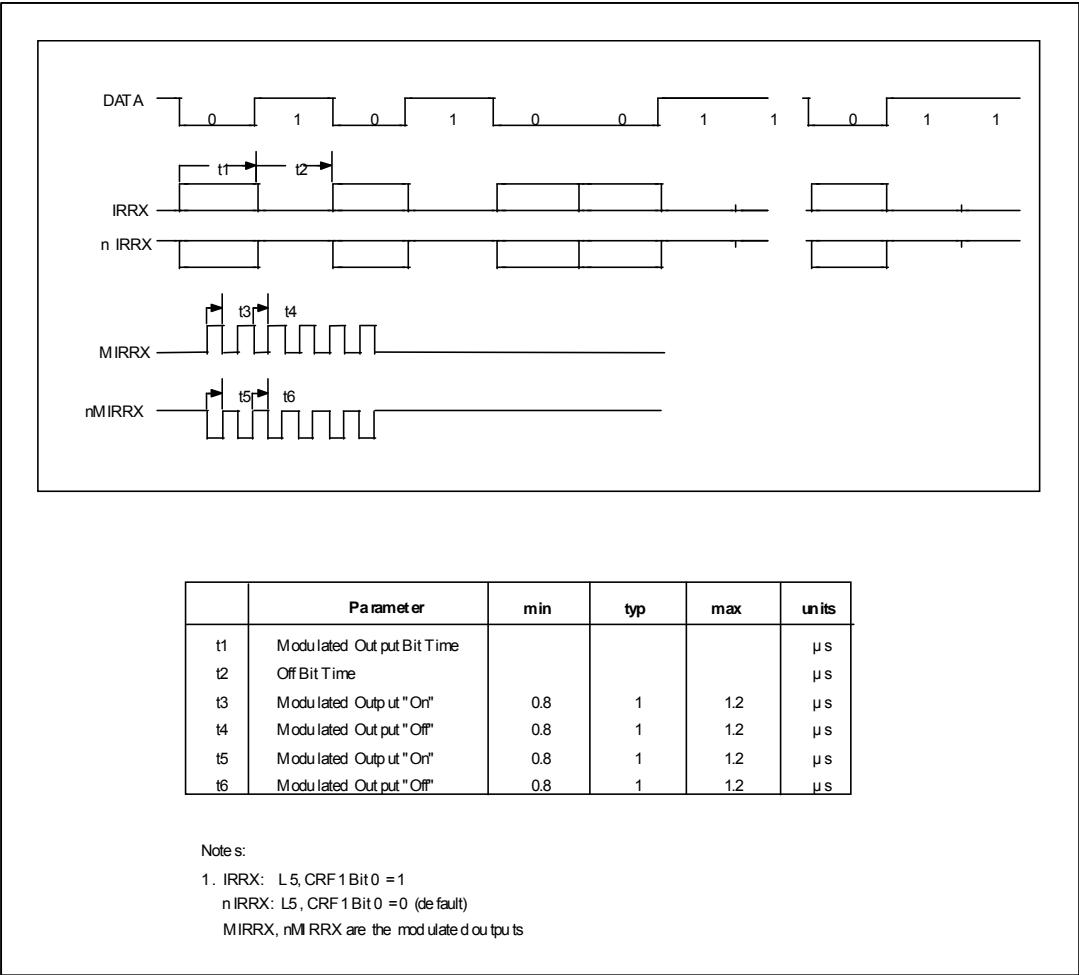 DATA 0 1 0 1 0 0 1 1 0 1 1
t1 t2
IRRX
n IRRX
t3 t4
MIRRX
t5 t6
nMIRRX
Parameter min typ max units
t1 Modulated Output Bit Time µs
t2 Off Bit Time µs
t3 Modulated Output "On" 0.8 1 1.2 µs
t4 Modulated Output "Off" 0.8 1 1.2 µs
t5 Modulated Output "On" 0.8 1 1.2 µs
t6 Modulated Output "Off" 0.8 1 1.2 µs
Notes:
1. IRRX: L5, CRF1 Bit 0 = 1
nIRRX: L5, CRF1 Bit 0 = 0 (default)
MIRRX, nMIRRX are the modulated outputs